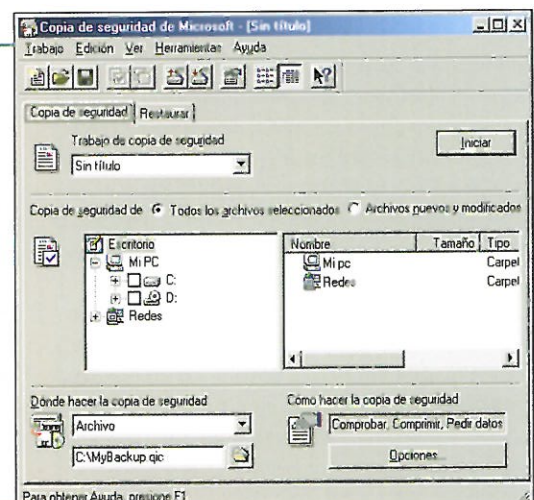 Copia de seguridad de Microsoft - [Sin título]
Trabajo Edición Ver Herramientas Ayuda
Copia de seguridad Restaurar
Trabajo de copia de seguridad
Iniciar
Sin título
Copia de seguridad de Todos los archivos seleccionados Archivos nuevos y modificados
Escritorio
Mi PC
C:
D:
Redes
Nombre Tamaño Tipo
Mi pc Carpel
Redes Carpel
Dónde hacer la copia de seguridad
Archivo
C:\MyBackup qic
Cómo hacer la copia de seguridad
Comprobar, Comprimir, Pedir datos
Opciones...
Para obtener Ayuda, presione F1